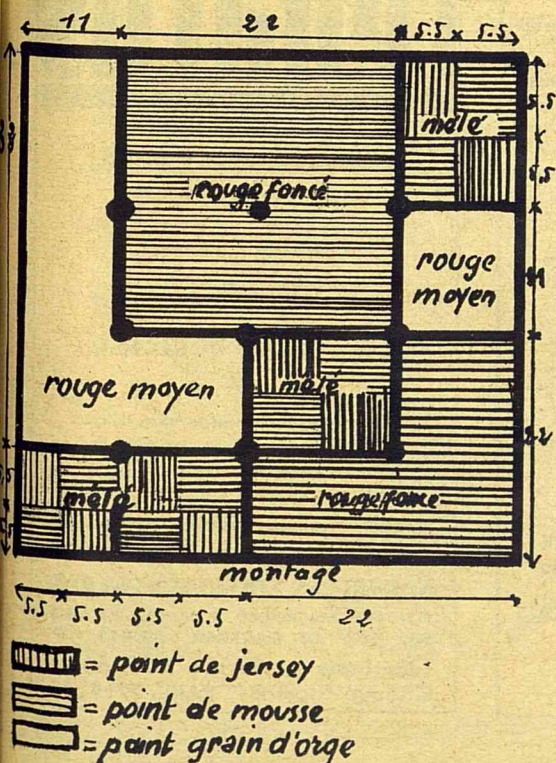 11 22 5.5 5.5
5.5
mêlé
5.5
rouge foncé
rouge
moyen
11
mêlé
rouge moyen
22
mêlé
rouge foncé
montage
5.5 5.5 5.5 5.5 22
= point de jersey
= point de mousse
= point grain d'orge